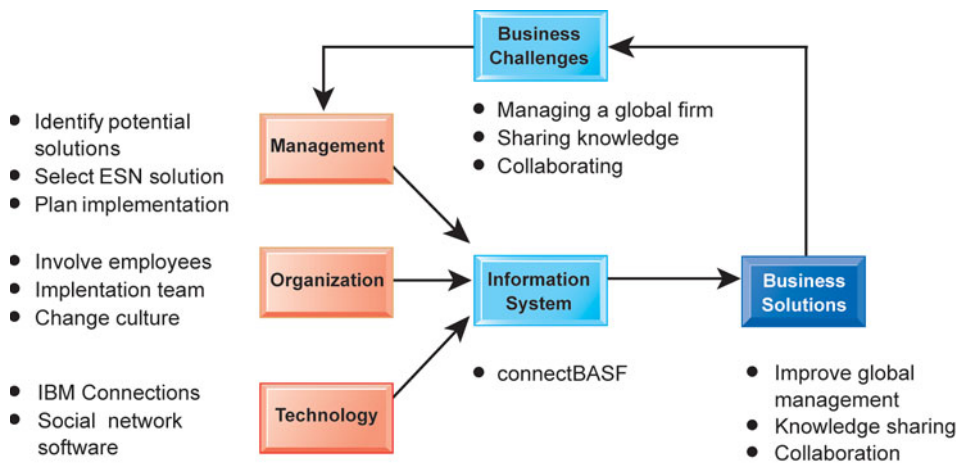 Business
Challenges
• Managing a global firm
• Sharing knowledge
• Collaborating
• Identify potential
solutions
• Select ESN solution
• Plan implementation
Management
• Involve employees
• Implentation team
• Change culture
Organization
Information
System
Business
Solutions
• connectBASF
• IBM Connections
• Social network
software
Technology
• Improve global
management
• Knowledge sharing
• Collaboration